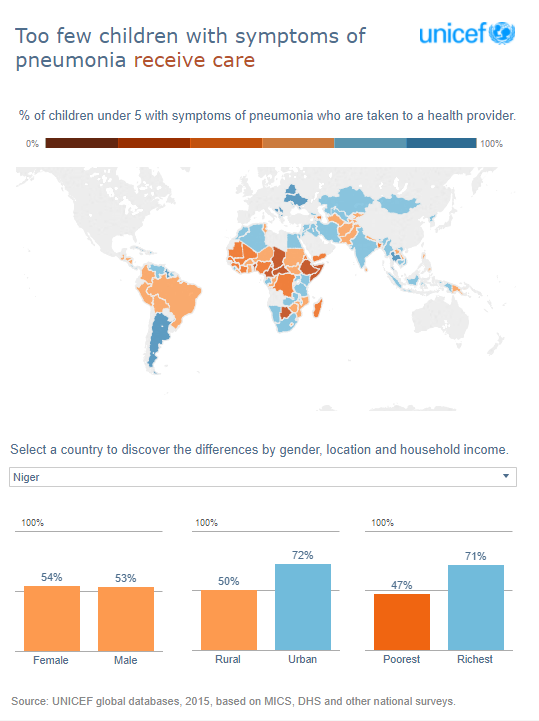 Too few children with symptoms of
pneumonia receive care
unicef
% of children under 5 with symptoms of pneumonia who are taken to a health provider.
0%
100%
Select a country to discover the differences by gender, location and household income.
Niger
100%
54%
53%
Female
Male
100%
50%
72%
Rural
Urban
100%
47%
71%
Poorest
Richest
Source: UNICEF global databases, 2015, based on MICS, DHS and other national surveys.